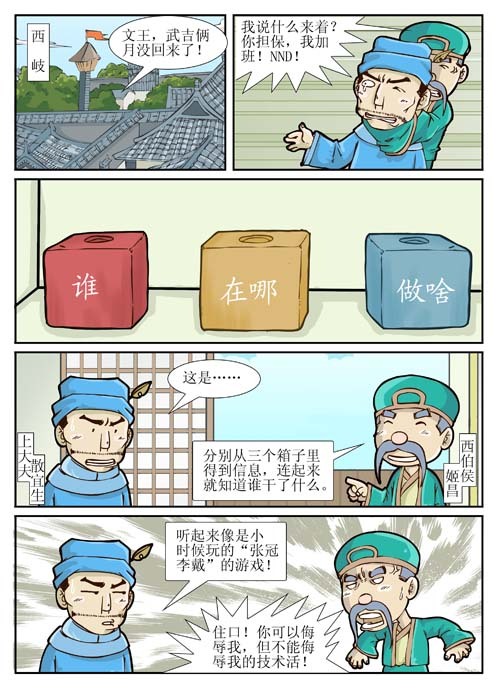 西岐
文王，武吉俩
月没回来了！
我说什么来着？
你担保，我加
班！NND！
谁
在哪
做啥
这是……
上大夫
散宜生
分别从三个箱子里
得到信息，连起来
就知道谁干了什么。
西伯侯
姬昌
听起来像是小
时候玩的“张冠
李戴”的游戏！
住口！你可以侮
辱我，但不能侮
辱我的技术活！